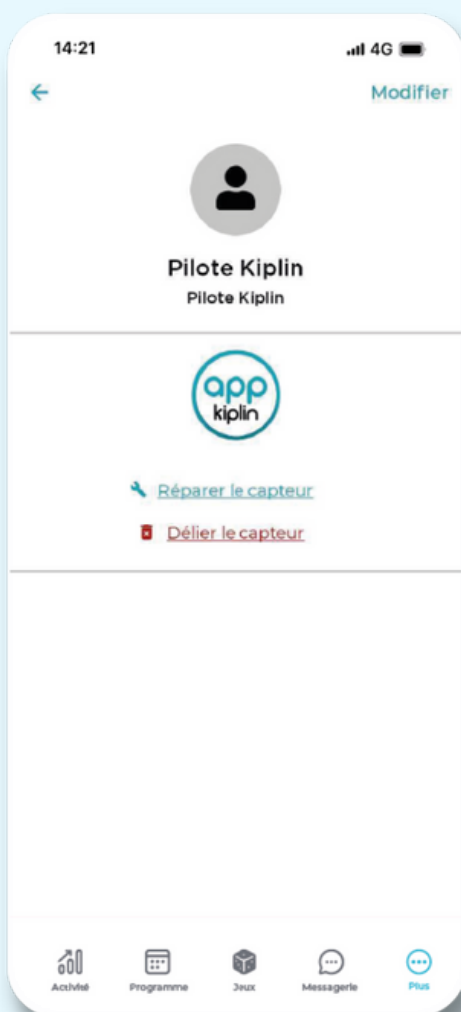 14:21
4G
Modifier
Pilote Kiplin
Pilote Kiplin
app
kiplin
Réparer le capteur
Délier le capteur
Activité
Programme
Jeux
Messagerie
Plus